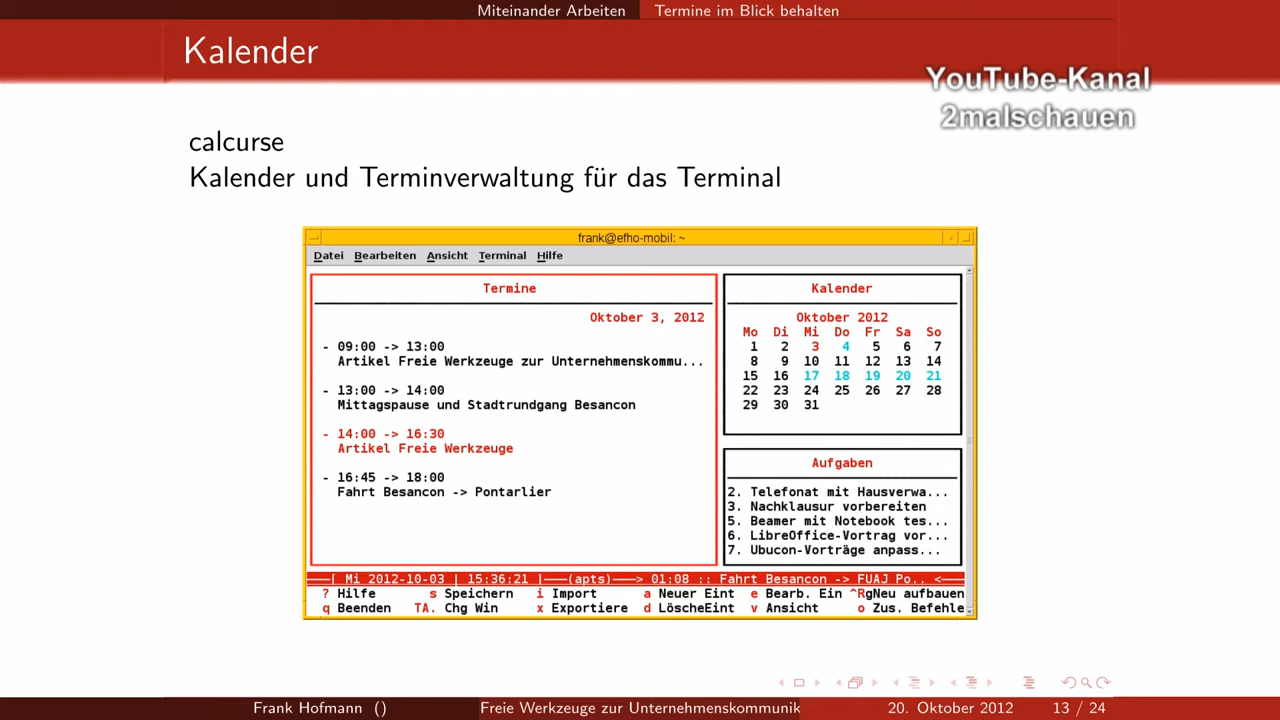 Miteinander Arbeiten Termine im Blick behalten
Kalender
YouTube-Kanal
2malschauen
calcurse
Kalender und Terminverwaltung für das Terminal
frank@efho-mobil: ~
Datei Bearbeiten Ansicht Terminal Hilfe
Termine
Oktober 3, 2012
- 09:00 -> 13:00
Artikel Freie Werkzeuge zur Unternehmenskommu...
- 13:00 -> 14:00
Mittagspause und Stadtrundgang Besancon
- 14:00 -> 16:30
Artikel Freie Werkzeuge
- 16:45 -> 18:00
Fahrt Besancon -> Pontarlier
Kalender
Oktober 2012
Mo Di Mi Do Fr Sa So
1 2 3 4 5 6 7
8 9 10 11 12 13 14
15 16 17 18 19 20 21
22 23 24 25 26 27 28
29 30 31
Aufgaben
2. Telefonat mit Hausverwa...
3. Nachklausur vorbereiten
5. Beamer mit Notebook tes...
6. LibreOffice-Vortrag vor...
7. Ubucon-Vorträge anpass...
[ Mi 2012-10-03 | 15:36:21 ]——(apts)——> 01:08 :: Fahrt Besancon -> FUAJ Po.. <
? Hilfe s Speichern i Import a Neuer Eint e Bearb. Ein ^RgNeu aufbauen
q Beenden TA. Chg Win x Exportiere d LöscheEint v Ansicht o Zus. Befehle
Frank Hofmann () Freie Werkzeuge zur Unternehmenskommunik 20. Oktober 2012 13 / 24